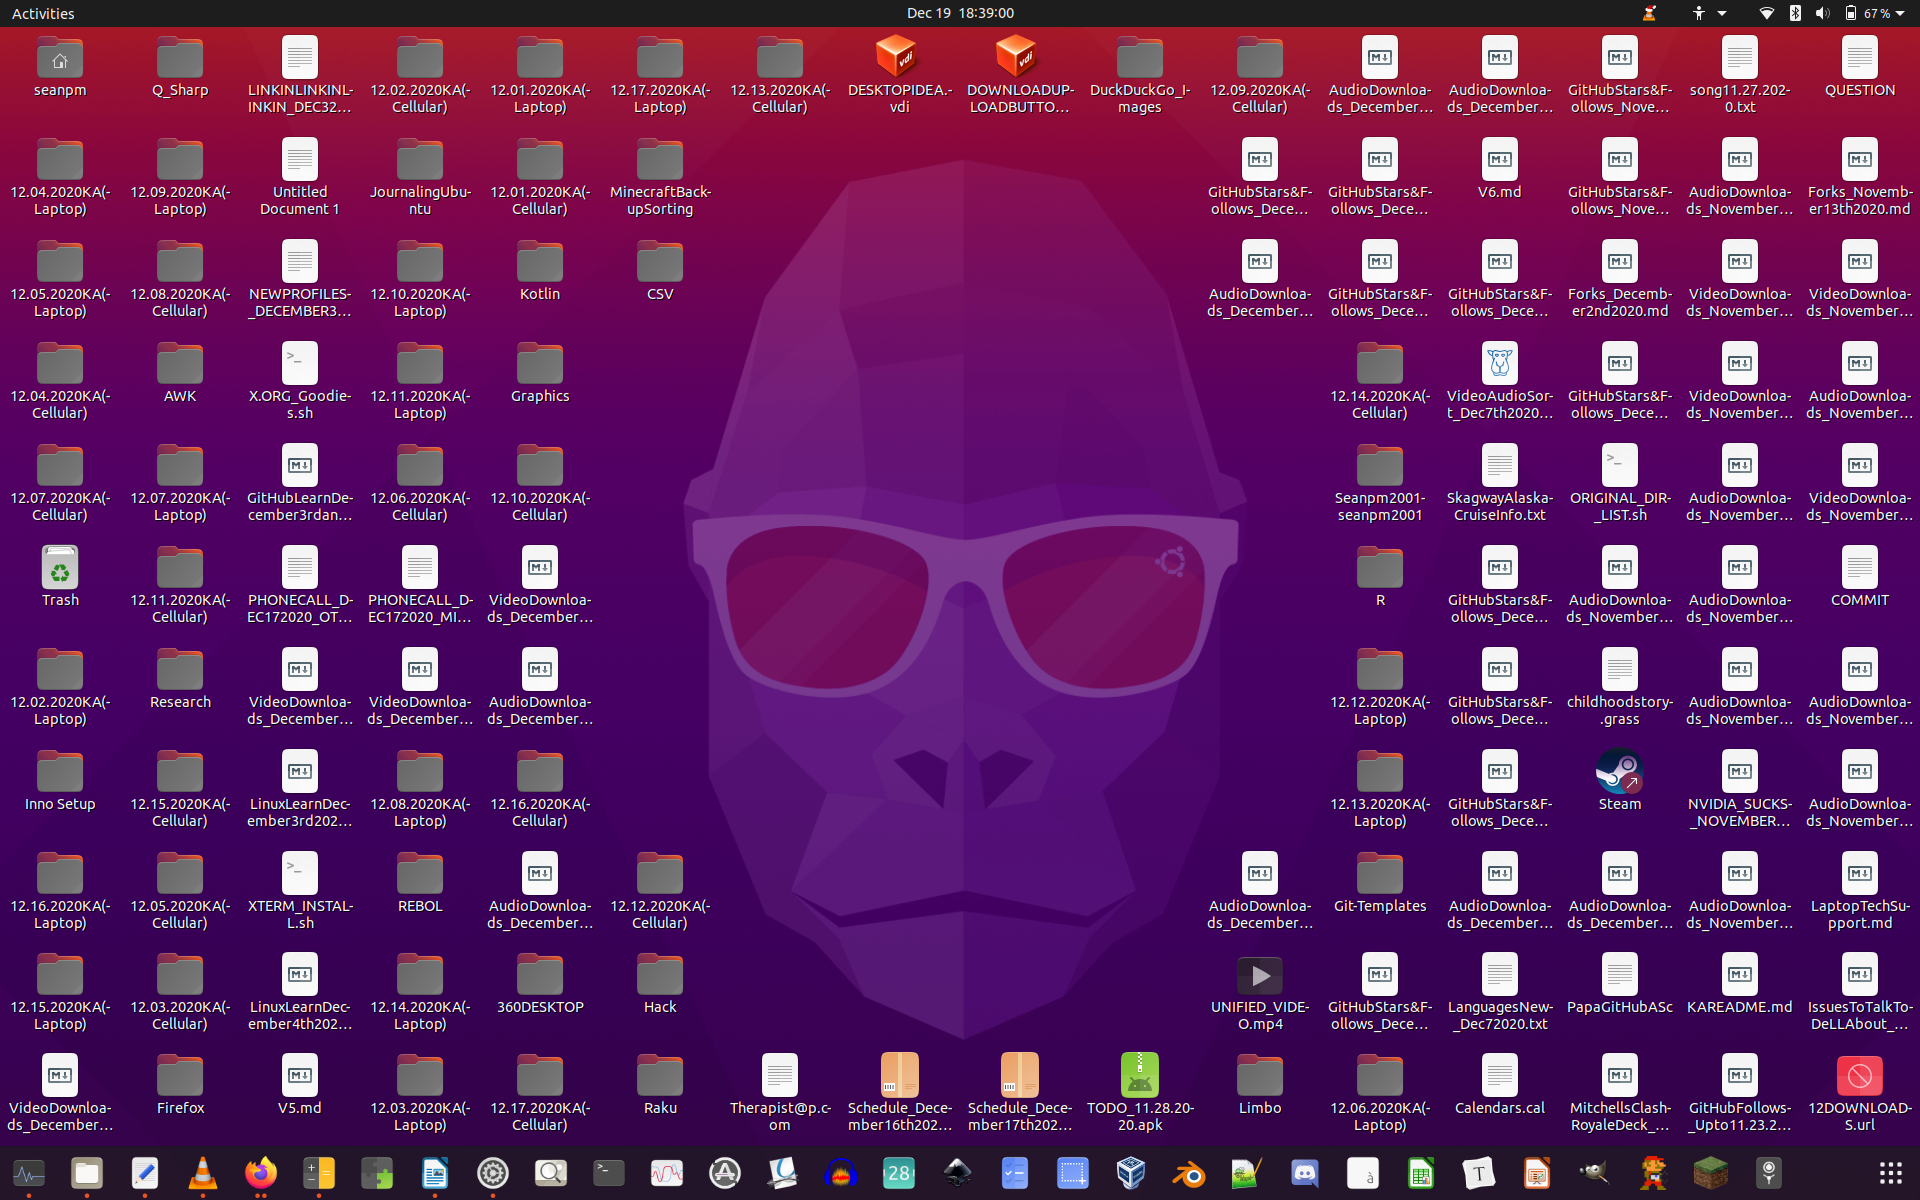 Activities
Dec 19 18:39:00
67 %
seanpm
Q_Sharp
LINKINLINKINL-
INKIN_DEC32...
12.02.2020KA(-
Cellular)
12.01.2020KA(-
Laptop)
12.17.2020KA(-
Laptop)
12.13.2020KA(-
Cellular)
DESKTOPIDEA.-
vdi
DOWNLOADUP-
LOADBUTTO...
DuckDuckGo_I-
mages
12.09.2020KA(-
Cellular)
AudioDownloa-
ds_December...
AudioDownloa-
ds_December...
GitHubStars&F-
ollows_Nove...
song11.27.202-
0.txt
QUESTION
12.04.2020KA(-
Laptop)
12.09.2020KA(-
Laptop)
Untitled
Document 1
JournalingUbu-
ntu
12.01.2020KA(-
Cellular)
MinecraftBack-
upSorting
GitHubStars&F-
ollows_Dece...
GitHubStars&F-
ollows_Dece...
V6.md
GitHubStars&F-
ollows_Nove...
AudioDownloa-
ds_November...
Forks_Novemb-
er13th2020.md
12.05.2020KA(-
Laptop)
12.08.2020KA(-
Cellular)
NEWPROFILES-
_DECEMBER3...
12.10.2020KA(-
Laptop)
Kotlin
CSV
AudioDownloa-
ds_December...
GitHubStars&F-
ollows_Dece...
GitHubStars&F-
ollows_Dece...
Forks_Decemb-
er2nd2020.md
VideoDownloa-
ds_November...
VideoDownloa-
ds_November...
12.04.2020KA(-
Cellular)
AWK
X.ORG_Goodie-
s.sh
12.11.2020KA(-
Laptop)
Graphics
12.14.2020KA(-
Cellular)
VideoAudioSor-
t_Dec7th2020...
GitHubStars&F-
ollows_Dece...
VideoDownloa-
ds_November...
AudioDownloa-
ds_November...
12.07.2020KA(-
Cellular)
12.07.2020KA(-
Laptop)
GitHubLearnDe-
cember3rdan...
12.06.2020KA(-
Cellular)
12.10.2020KA(-
Cellular)
Seanpm2001-
seanpm2001
SkagwayAlaska-
CruiseInfo.txt
ORIGINAL_DIR-
_LIST.sh
AudioDownloa-
ds_November...
VideoDownloa-
ds_November...
Trash
12.11.2020KA(-
Cellular)
PHONECALL_D-
EC172020_OT...
PHONECALL_D-
EC172020_MI...
VideoDownloa-
ds_December...
R
GitHubStars&F-
ollows_Dece...
AudioDownloa-
ds_November...
AudioDownloa-
ds_November...
COMMIT
12.02.2020KA(-
Laptop)
Research
VideoDownloa-
ds_December...
VideoDownloa-
ds_December...
AudioDownloa-
ds_December...
12.12.2020KA(-
Laptop)
GitHubStars&F-
ollows_Dece...
childhoodstory-
.grass
AudioDownloa-
ds_November...
AudioDownloa-
ds_November...
Inno Setup
12.15.2020KA(-
Cellular)
LinuxLearnDec-
ember3rd202...
12.08.2020KA(-
Laptop)
12.16.2020KA(-
Cellular)
12.13.2020KA(-
Laptop)
GitHubStars&F-
ollows_Dece...
Steam
NVIDIA_SUCKS-
_NOVEMBER...
AudioDownloa-
ds_November...
12.16.2020KA(-
Laptop)
12.05.2020KA(-
Cellular)
XTERM_INSTAL-
L.sh
REBOL
AudioDownloa-
ds_December...
12.12.2020KA(-
Cellular)
AudioDownloa-
ds_December...
Git-Templates
AudioDownloa-
ds_December...
AudioDownloa-
ds_December...
AudioDownloa-
ds_November...
LaptopTechSu-
pport.md
12.15.2020KA(-
Laptop)
12.03.2020KA(-
Cellular)
LinuxLearnDec-
ember4th202...
12.14.2020KA(-
Laptop)
360DESKTOP
Hack
UNIFIED_VIDE-
O.mp4
GitHubStars&F-
ollows_Dece...
LanguagesNew-
_Dec72020.txt
PapaGitHubASc
KAREADME.md
IssuesToTalkTo-
DeLLAbout_...
VideoDownloa-
ds_December...
Firefox
V5.md
12.03.2020KA(-
Laptop)
12.17.2020KA(-
Cellular)
Raku
Therapist@p.c-
om
Schedule_Dece-
mber16th202...
Schedule_Dece-
mber17th202...
TODO_11.28.20-
20.apk
Limbo
12.06.2020KA(-
Laptop)
Calendars.cal
MitchellsClash-
RoyaleDeck_...
GitHubFollows-
_Upto11.23.2...
12DOWNLOAD-
S.url
28